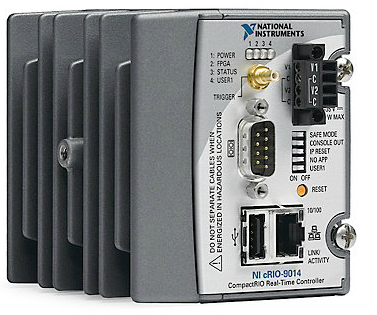 NATIONAL
INSTRUMENTS
1 2 3 4
1: POWER
2: FPGA
3: STATUS
4: USER1
TRIGGER
V1
C
V2
C
V1
C
V2
C
W MAX
SAFE MODE
CONSOLE OUT
IP RESET
NO APP
USER1
ON OFF
RESET
DO NOT SEPARATE CABLES WHEN
ENERGIZED IN HAZARDOUS LOCATIONS
10/100
LINK/
ACTIVITY
NI cRIO-9014
CompactRIO Real-Time Controller